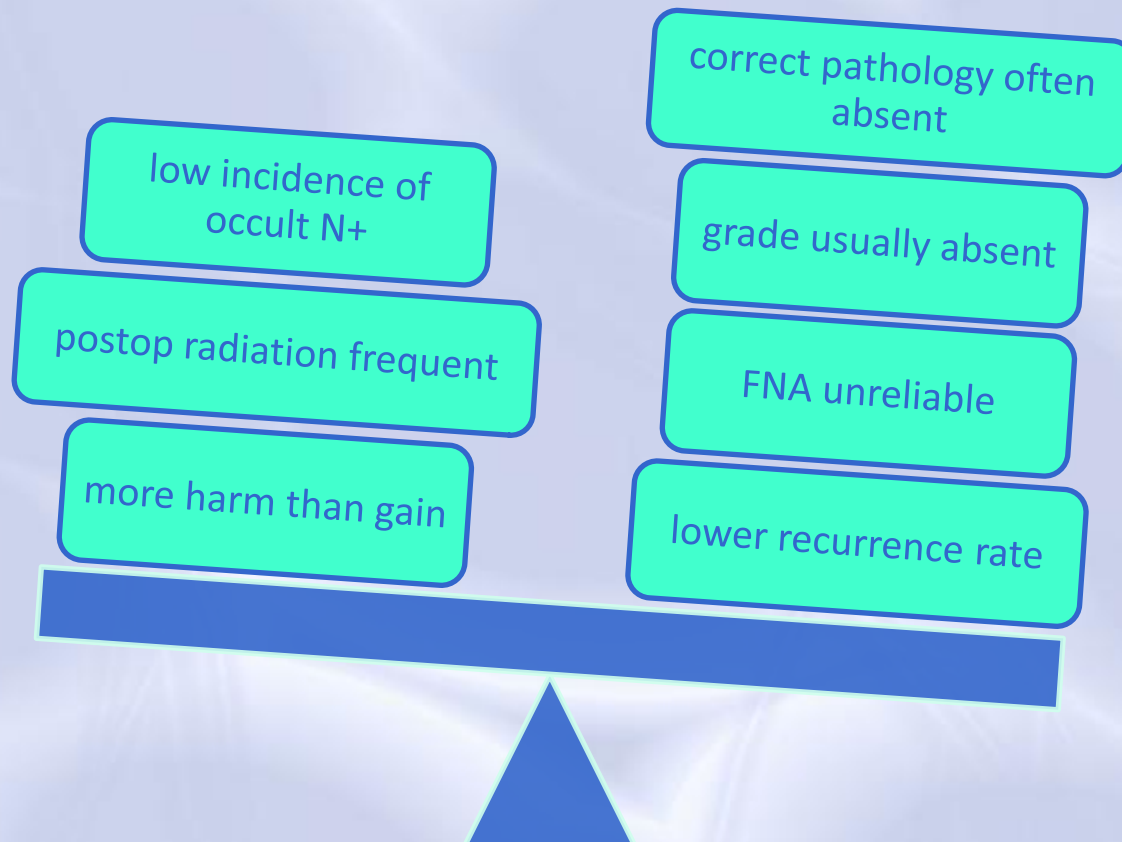 low incidence of
occult N+
postop radiation frequent
more harm than gain
correct pathology often
absent
grade usually absent
FNA unreliable
lower recurrence rate